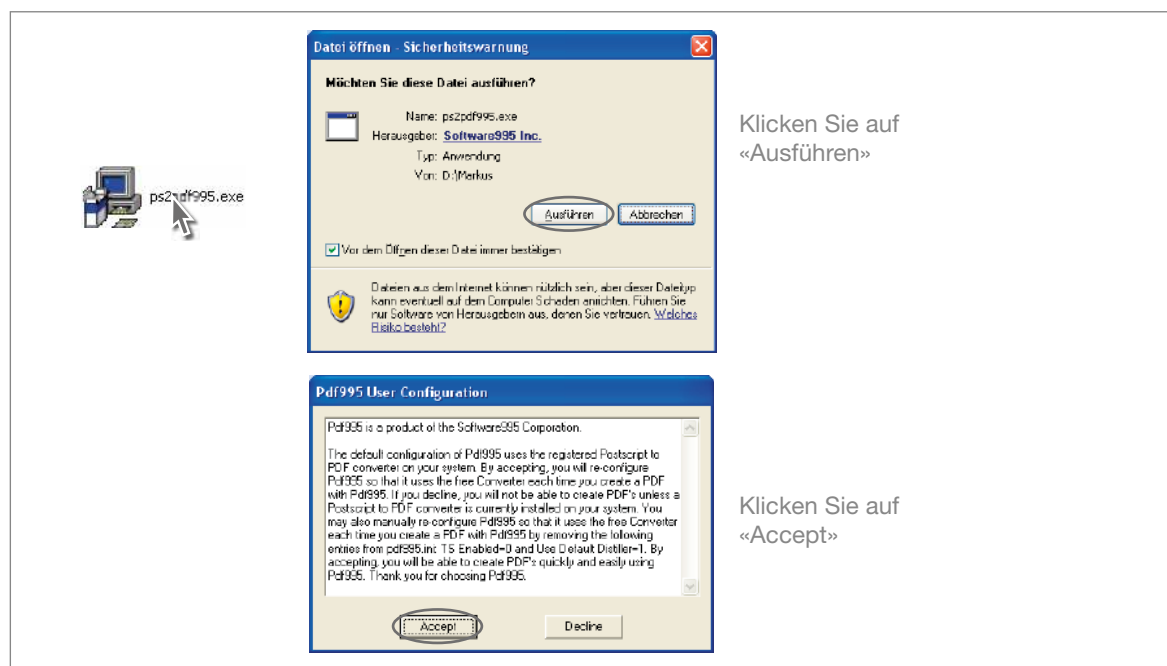 Datei öffnen - Sicherheitswarnung
Möchten Sie diese Datei ausführen?
Name: ps2pdf995.exe
Herausgeber: Software995 Inc.
Typ: Anwendung
Von: D:\Markus
Ausführen
Abbrechen
Vor dem Öffnen dieser Datei immer bestätigen
Dateien aus dem Internet können nützlich sein, aber dieser Dateityp
kann eventuell auf dem Computer Schaden anrichten. Führen Sie
nur Software von Herausgebern aus, denen Sie vertrauen. Welches
Risiko besteht?
Klicken Sie auf
«Ausführen»
ps2pdf995.exe
Pdf995 User Configuration
Pdf995 is a product of the Software995 Corporation.
The default configuration of Pdf995 uses the registered Postscript to
PDF converter on your system. By accepting, you will re-configure
Pdf995 so that it uses the free Converter each time you create a PDF
with Pdf995. If you decline, you will not be able to create PDF's unless a
Postscript to PDF converter is currently installed on your system. You
may also manually re-configure Pdf995 so that it uses the free Converter
each time you create a PDF with Pdf995 by removing the following
entries from pdf995.ini: TS Enabled=0 and Use Default Distiller=1. By
accepting, you will be able to create PDF's quickly and easily using
Pdf995. Thank you for choosing Pdf995.
Accept
Decline
Klicken Sie auf
«Accept»